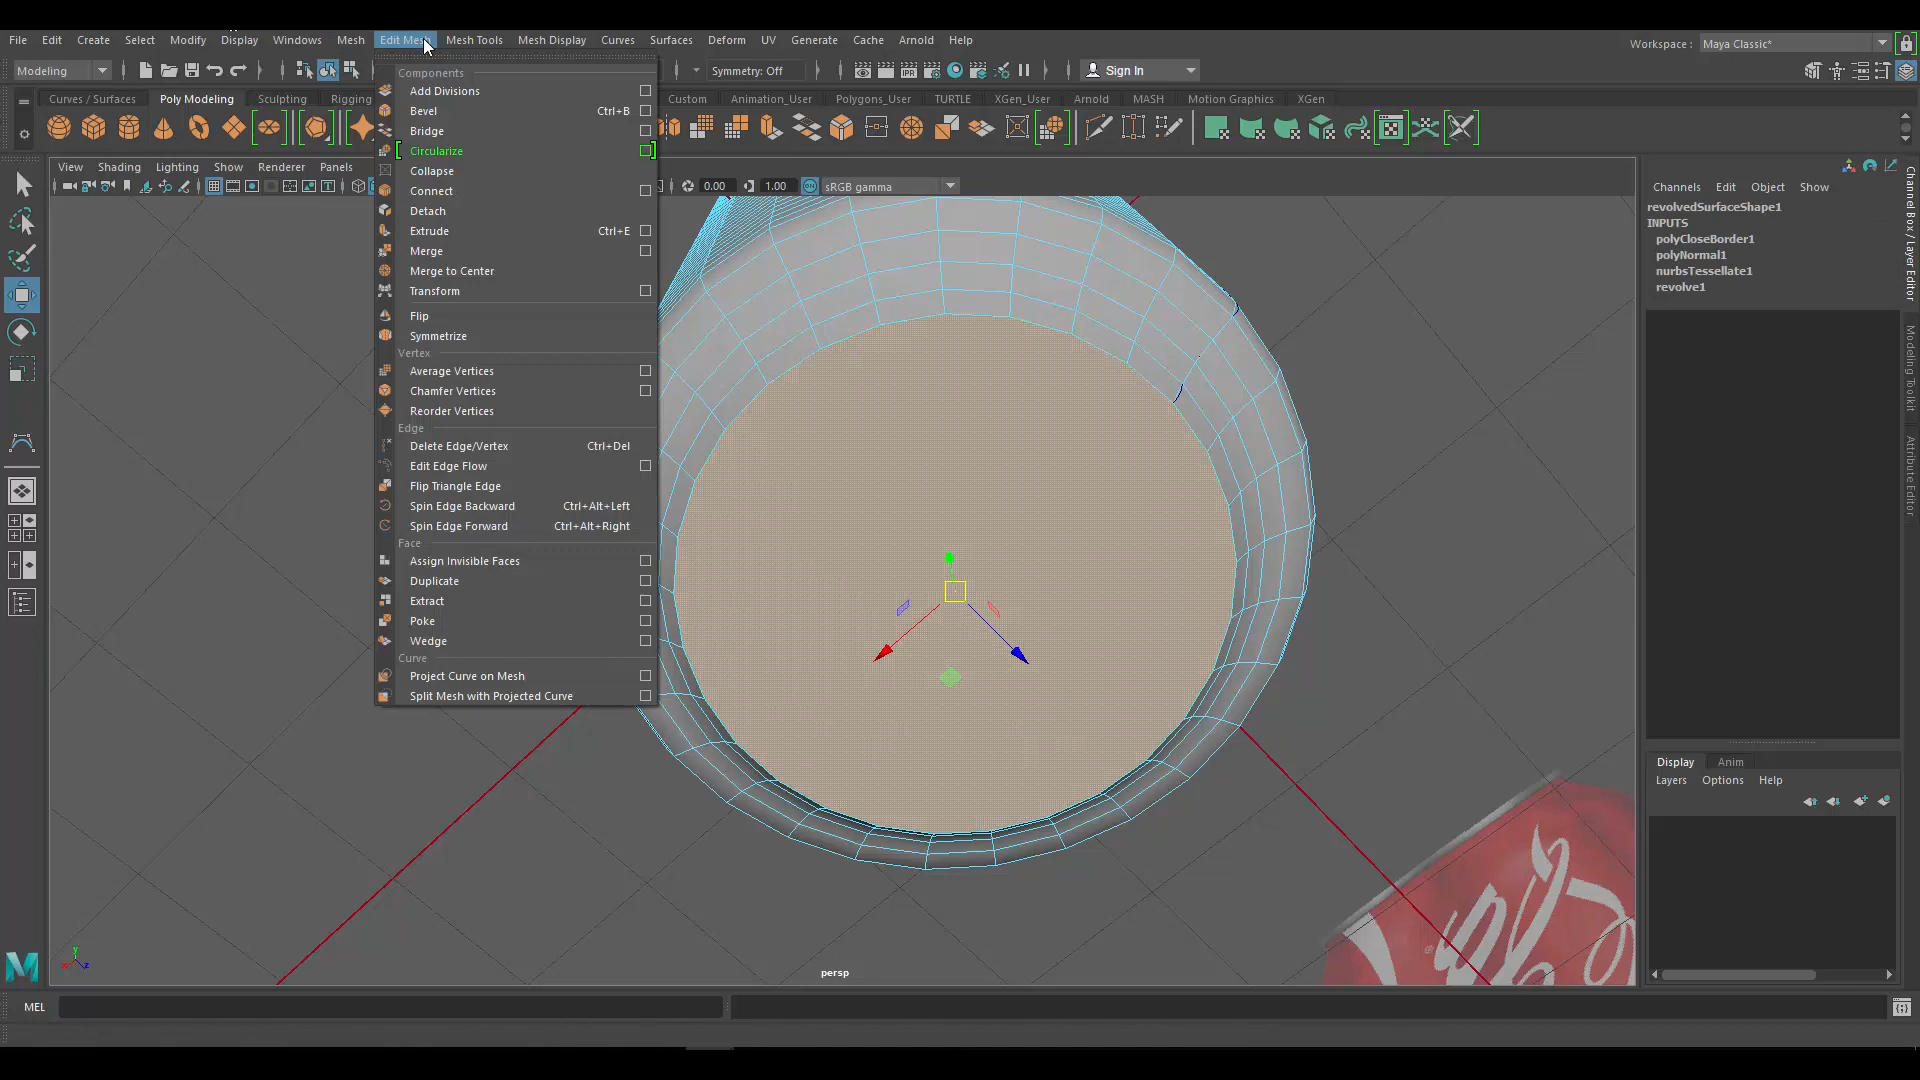 File Edit Create Select Modify Display Windows Mesh Edit Mesh Mesh Tools Mesh Display Curves Surfaces Deform UV Generate Cache Arnold Help
Workspace : Maya Classic*
Modeling
Symmetry: Off
Sign In
Curves / Surfaces Poly Modeling Sculpting Rigging Custom Animation_User Polygons_User TURTLE XGen_User Arnold MASH Motion Graphics XGen
IPR
View Shading Lighting Show Renderer Panels
0.00 1.00 ON sRGB gamma
Components
Add Divisions
Bevel Ctrl+B
Bridge
Circularize
Collapse
Connect
Detach
Extrude Ctrl+E
Merge
Merge to Center
Transform
Flip
Symmetrize
Vertex
Average Vertices
Chamfer Vertices
Reorder Vertices
Edge
Delete Edge/Vertex Ctrl+Del
Edit Edge Flow
Flip Triangle Edge
Spin Edge Backward Ctrl+Alt+Left
Spin Edge Forward Ctrl+Alt+Right
Face
Assign Invisible Faces
Duplicate
Extract
Poke
Wedge
Curve
Project Curve on Mesh
Split Mesh with Projected Curve
Channels Edit Object Show
revolvedSurfaceShape1
INPUTS
polyCloseBorder1
polyNormal1
nurbsTessellate1
revolve1
Channel Box / Layer Editor
Modeling Toolkit
Attribute Editor
Display Anim
Layers Options Help
y
x z
persp
M
MEL